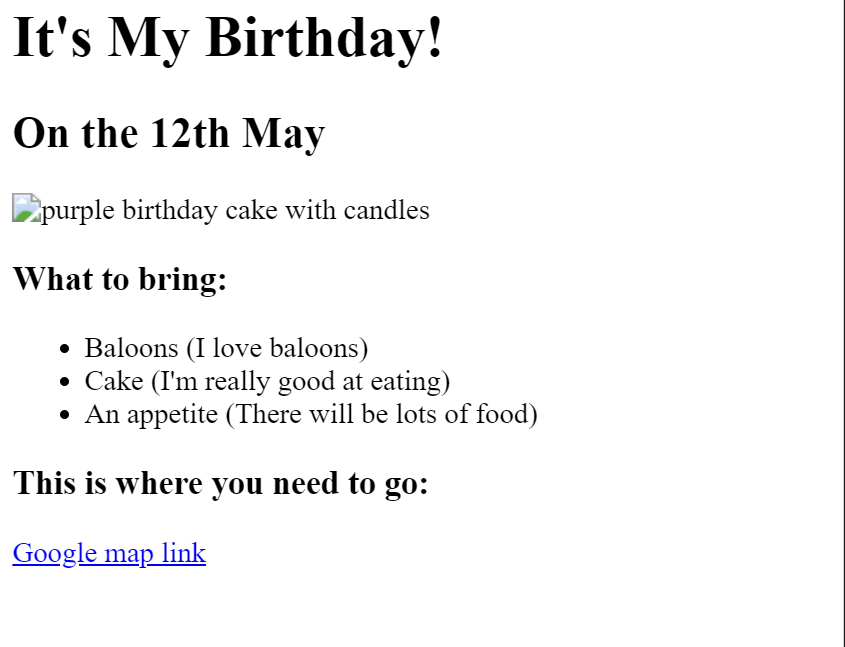 It's My Birthday!
On the 12th May
purple birthday cake with candles
What to bring:
Baloons (I love baloons)
Cake (I'm really good at eating)
An appetite (There will be lots of food)
This is where you need to go:
Google map link